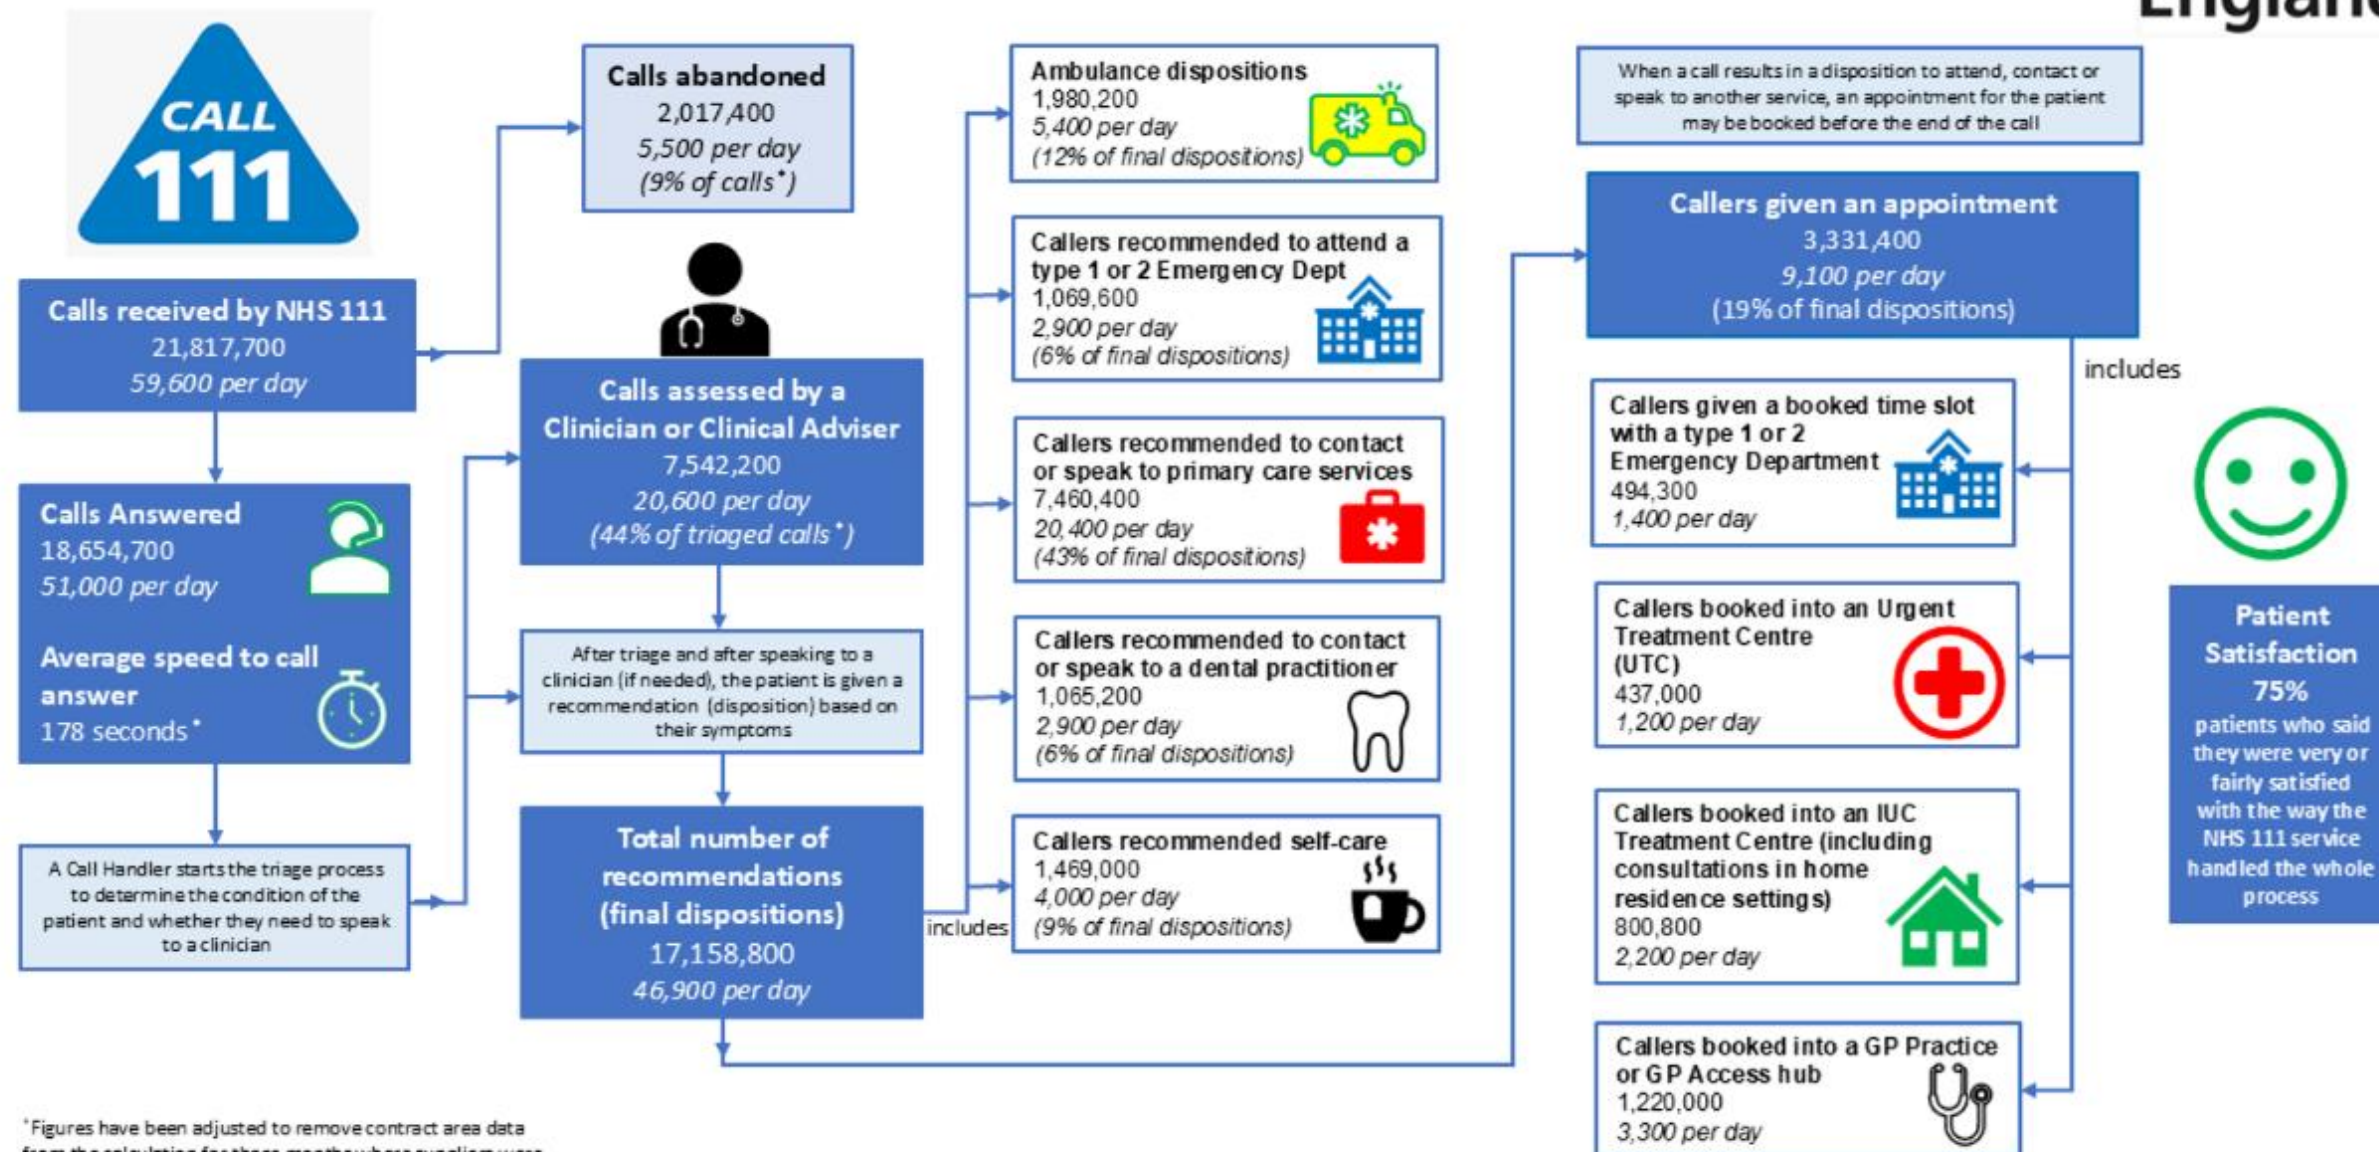 England
CALL
111
Calls received by NHS 111
21,817,700
59,600 per day
Calls Answered
18,654,700
51,000 per day
Average speed to call
answer
178 seconds*
A Call Handler starts the triage process
to determine the condition of the
patient and whether they need to speak
to a clinician
Calls abandoned
2,017,400
5,500 per day
(9% of calls*)
Calls assessed by a
Clinician or Clinical Adviser
7,542,200
20,600 per day
(44% of triaged calls*)
After triage and after speaking to a
clinician (if needed), the patient is given a
recommendation (disposition) based on
their symptoms
Total number of
recommendations
(final dispositions)
17,158,800
46,900 per day
includes
Ambulance dispositions
1,980,200
5,400 per day
(12% of final dispositions)
Callers recommended to attend a
type 1 or 2 Emergency Dept
1,069,600
2,900 per day
(6% of final dispositions)
Callers recommended to contact
or speak to primary care services
7,460,400
20,400 per day
(43% of final dispositions)
Callers recommended to contact
or speak to a dental practitioner
1,065,200
2,900 per day
(6% of final dispositions)
Callers recommended self-care
1,469,000
4,000 per day
(9% of final dispositions)
When a call results in a disposition to attend, contact or
speak to another service, an appointment for the patient
may be booked before the end of the call
Callers given an appointment
3,331,400
9,100 per day
(19% of final dispositions)
includes
Callers given a booked time slot
with a type 1 or 2
Emergency Department
494,300
1,400 per day
Callers booked into an Urgent
Treatment Centre
(UTC)
437,000
1,200 per day
Callers booked into an IUC
Treatment Centre (including
consultations in home
residence settings)
800,800
2,200 per day
Callers booked into a GP Practice
or GP Access hub
1,220,000
3,300 per day
Patient
Satisfaction
75%
patients who said
they were very or
fairly satisfied
with the way the
NHS 111 service
handled the whole
process
*Figures have been adjusted to remove contract area data
from the calculation for those months where suppliers were